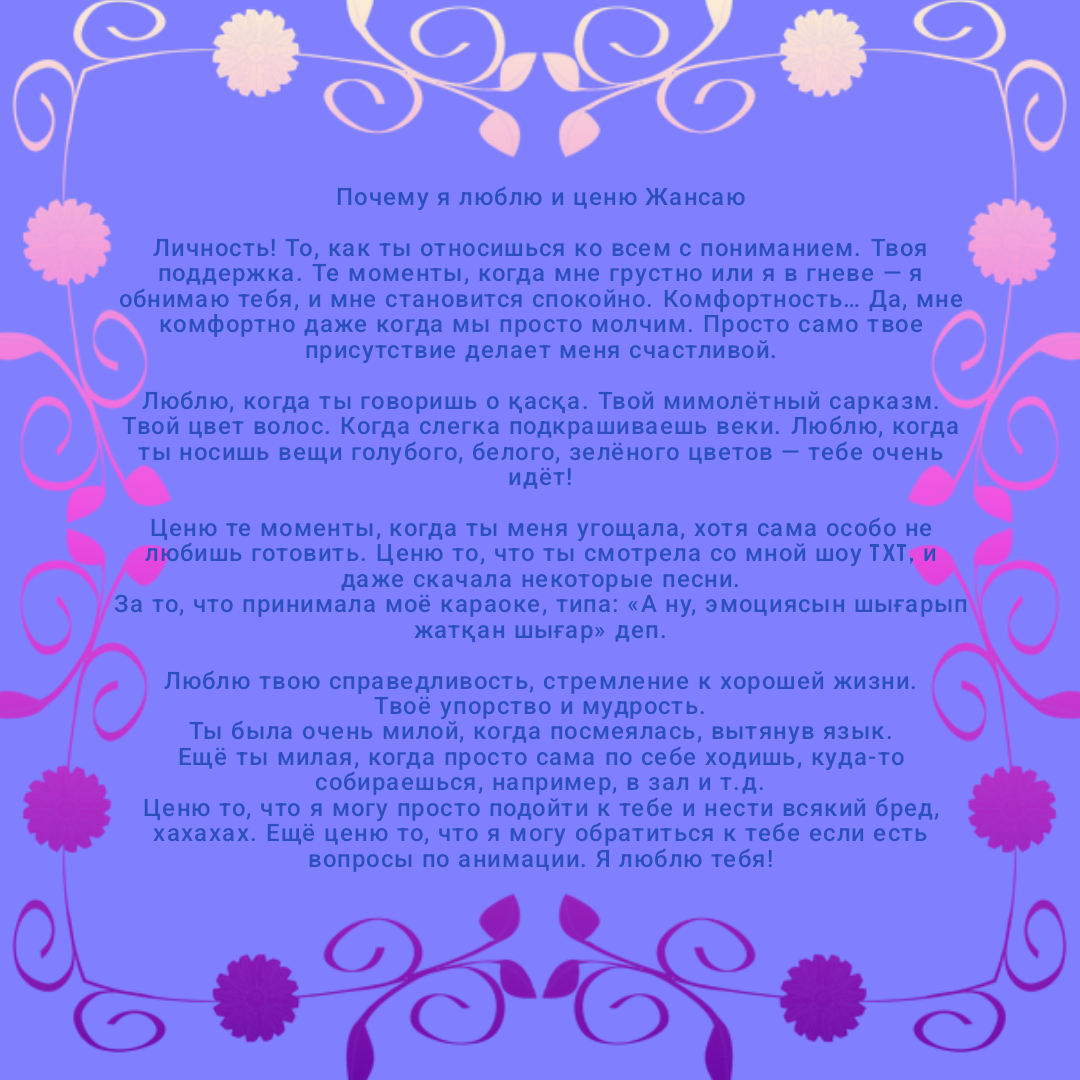 Почему я люблю и ценю Жансаю
Личность! То, как ты относишься ко всем с пониманием. Твоя
поддержка. Те моменты, когда мне грустно или я в гневе — я
обнимаю тебя, и мне становится спокойно. Комфортность... Да, мне
комфортно даже когда мы просто молчим. Просто само твое
присутствие делает меня счастливой.
Люблю, когда ты говоришь о қасқа. Твой мимолётный сарказм.
Твой цвет волос. Когда слегка подкрашиваешь веки. Люблю, когда
ты носишь вещи голубого, белого, зелёного цветов — тебе очень
идёт!
Ценю те моменты, когда ты меня угощала, хотя сама особо не
любишь готовить. Ценю то, что ты смотрела со мной шоу TXT, и
даже скачала некоторые песни.
За то, что принимала моё караоке, типа: «А ну, эмоциясын шығарып
жатқан шығар» деп.
Люблю твою справедливость, стремление к хорошей жизни.
Твоё упорство и мудрость.
Ты была очень милой, когда посмеялась, вытянув язык.
Ещё ты милая, когда просто сама по себе ходишь, куда-то
собираешься, например, в зал и т.д.
Ценю то, что я могу просто подойти к тебе и нести всякий бред,
хахахах. Ещё ценю то, что я могу обратиться к тебе если есть
вопросы по анимации. Я люблю тебя!